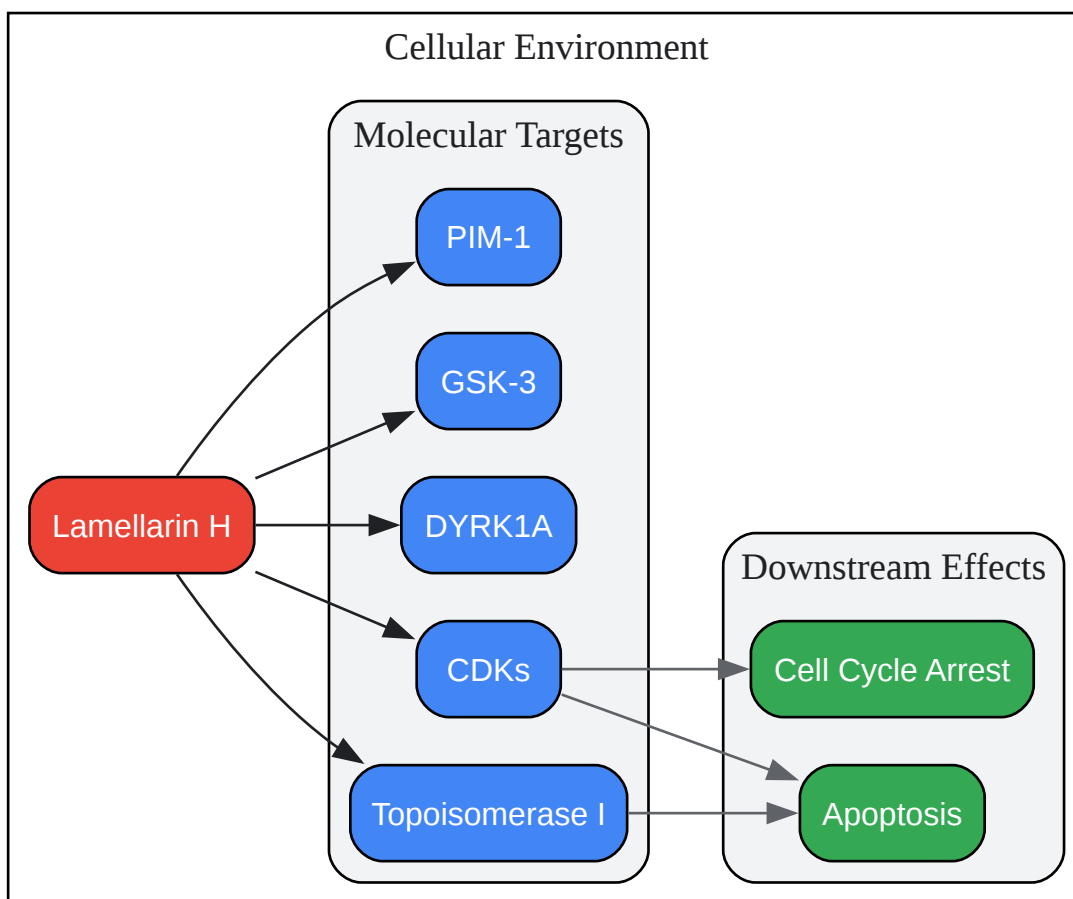 Cellular Environment
Molecular Targets
PIM-1
GSK-3
Lamellarin H
DYRK1A
Downstream Effects
CDKs
Cell Cycle Arrest
Topoisomerase I
Apoptosis